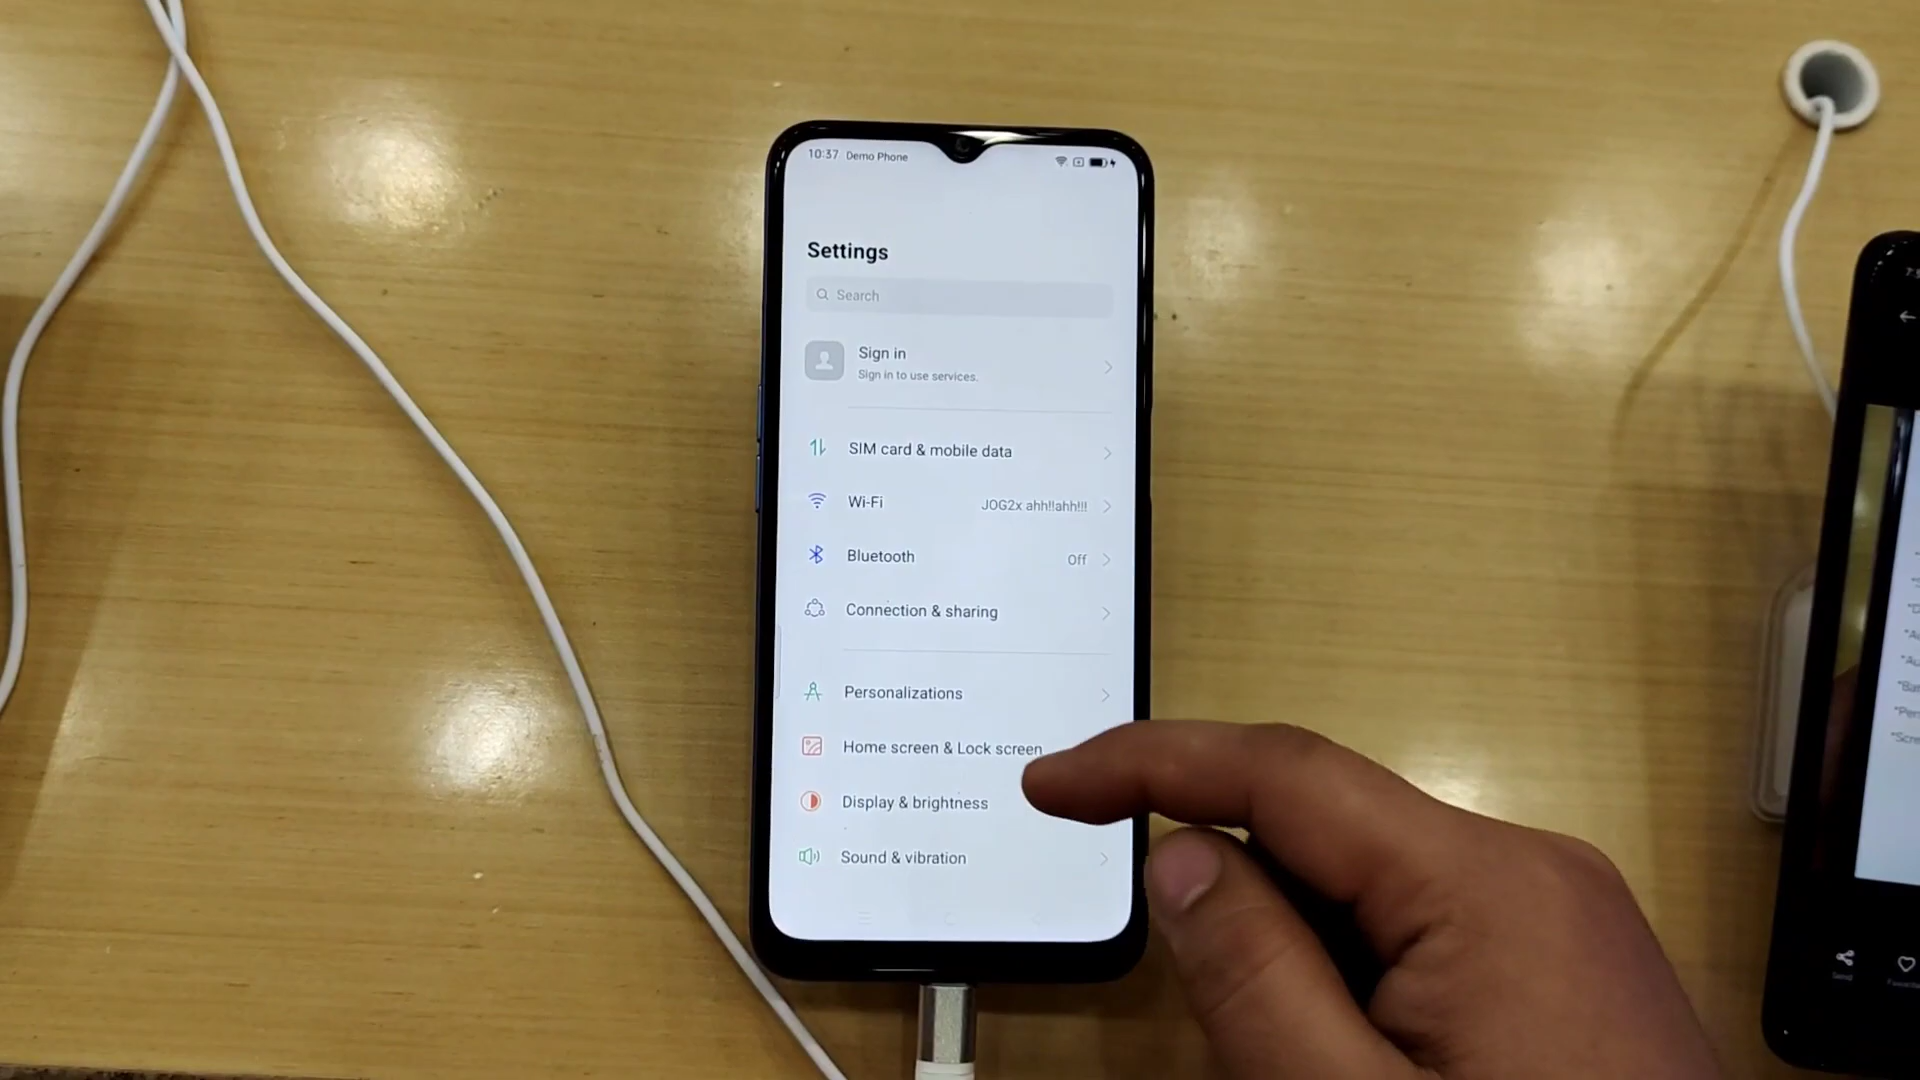 10:37 Demo Phone
Settings
Search
Sign in
Sign in to use services.
SIM card & mobile data
Wi-Fi JOG2x ahh!!ahh!!!
Bluetooth Off
Connection & sharing
Personalizations
Home screen & Lock screen
Display & brightness
Sound & vibration
Send